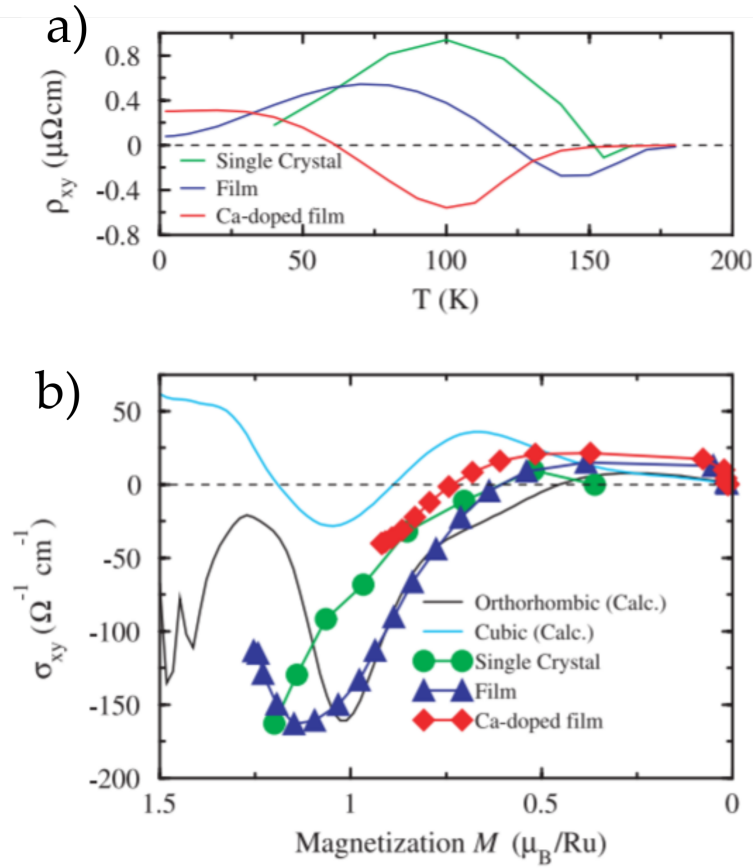 a)
0.8
0.4
0
-0.4
-0.8
ρxy (μΩcm)
Single Crystal
Film
Ca-doped film
0 50 100 150 200
T (K)
b)
50
0
-50
-100
-150
-200
σxy (Ω⁻¹ cm⁻¹)
Orthorhombic (Calc.)
Cubic (Calc.)
Single Crystal
Film
Ca-doped film
1.5 1 0.5 0
Magnetization M (μB/Ru)